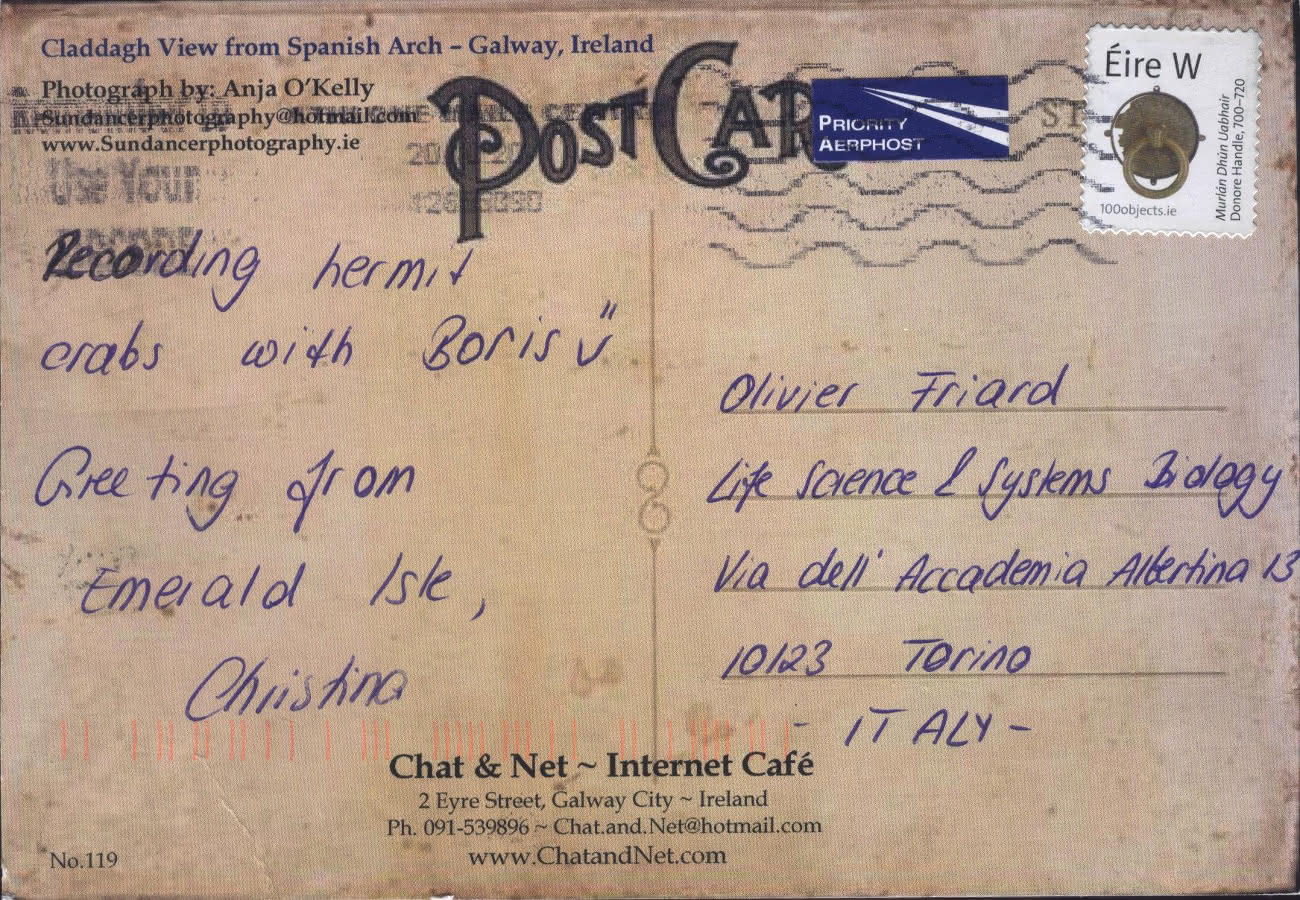 Claddagh View from Spanish Arch – Galway, Ireland
Photograph by: Anja O'Kelly
Sundancerphotography@hotmail.com
www.Sundancerphotography.ie
POSTCAR
PRIORITY
AERPHOST
Éire W
Murlán Dhún Uabhair
Donore Handle, 700–720
100objects.ie
Use Your
Recording hermit
crabs with Boris
Greeting from
Emerald Isle,
Christina
Olivier Friard
Life Science & Systems Biology
Via dell' Accademia Albertina 13
10123 Torino
- ITALY -
Chat & Net ~ Internet Café
2 Eyre Street, Galway City ~ Ireland
Ph. 091-539896 ~ Chat.and.Net@hotmail.com
www.ChatandNet.com
No.119